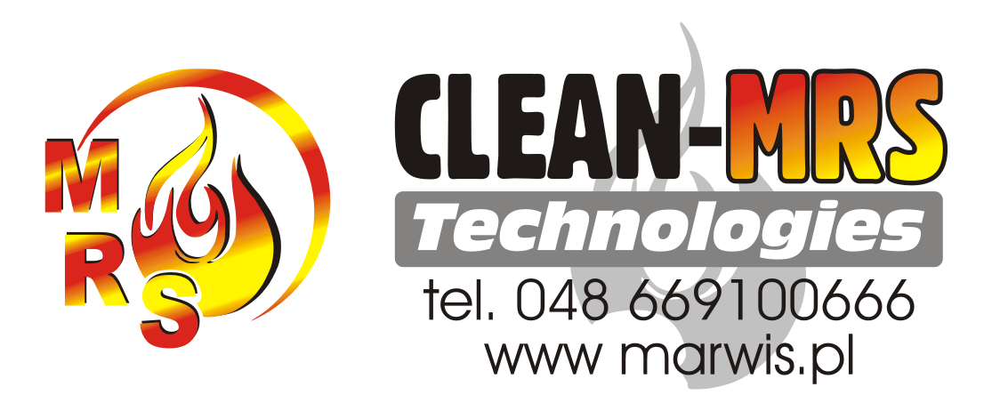 M
R
S
CLEAN-MRS
Technologies
tel. 048 669100666
www marwis.pl